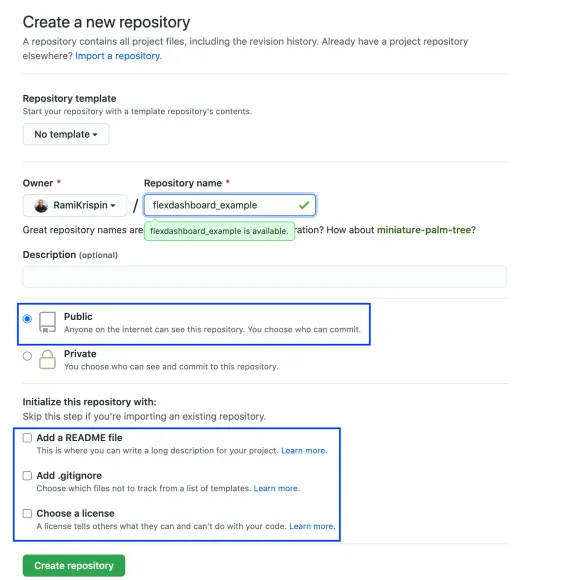 Create a new repository
A repository contains all project files, including the revision history. Already have a project repository
elsewhere? Import a repository.
Repository template
Start your repository with a template repository's contents.
No template
Owner *
Repository name *
RamiKrispin
/
flexdashboard_example
Great repository names are
flexdashboard_example is available.
ration? How about miniature-palm-tree?
Description (optional)
Public
Anyone on the internet can see this repository. You choose who can commit.
Private
You choose who can see and commit to this repository.
Initialize this repository with:
Skip this step if you're importing an existing repository.
Add a README file
This is where you can write a long description for your project. Learn more.
Add .gitignore
Choose which files not to track from a list of templates. Learn more.
Choose a license
A license tells others what they can and can't do with your code. Learn more.
Create repository